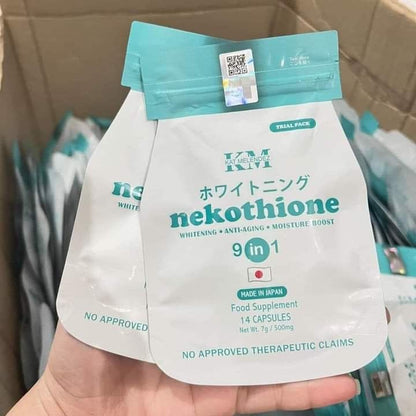 TRIAL PACK
KM
KAT MELENDEZ
ホワイトニング
nekothione
WHITENING • ANTI-AGING • MOISTURE BOOST
9 in 1
MADE IN JAPAN
Food Supplement
14 CAPSULES
Net Wt. 7g / 500mg
NO APPROVED THERAPEUTIC CLAIMS
nek
WHITENING
NO APPROVED